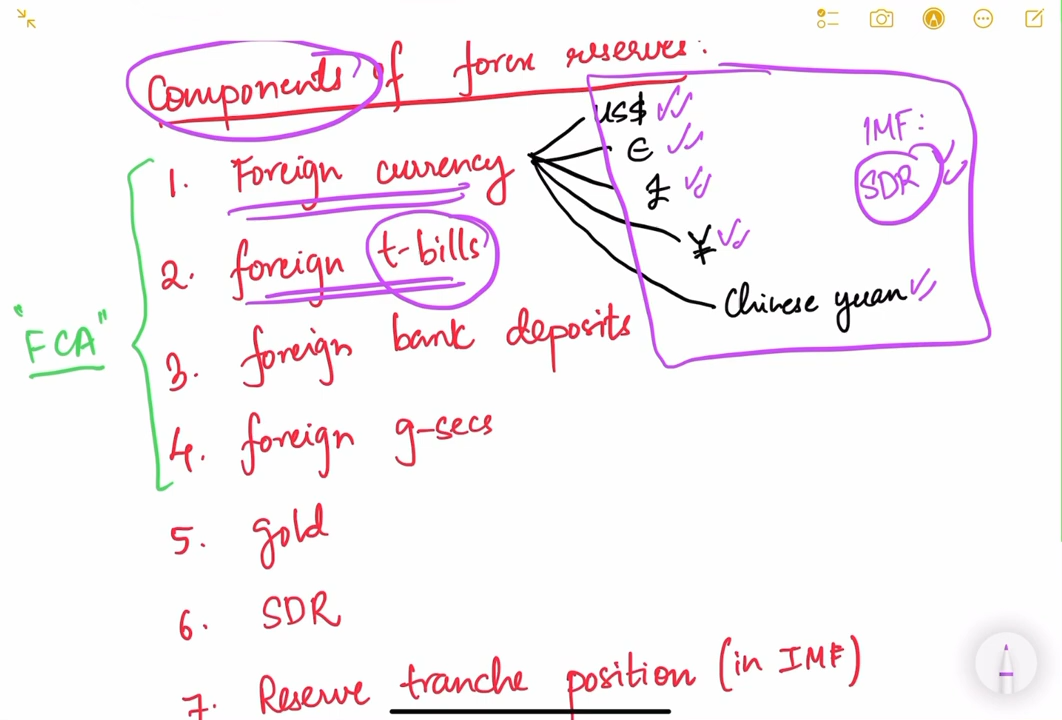 Components of forex reserves:
US$
€
£
¥
Chinese yuan
IMF:
SDR
1. Foreign currency
2. foreign t-bills
3. foreign bank deposits
4. foreign g-secs
"FCA"
5. gold
6. SDR
7. Reserve tranche position (in IMF)